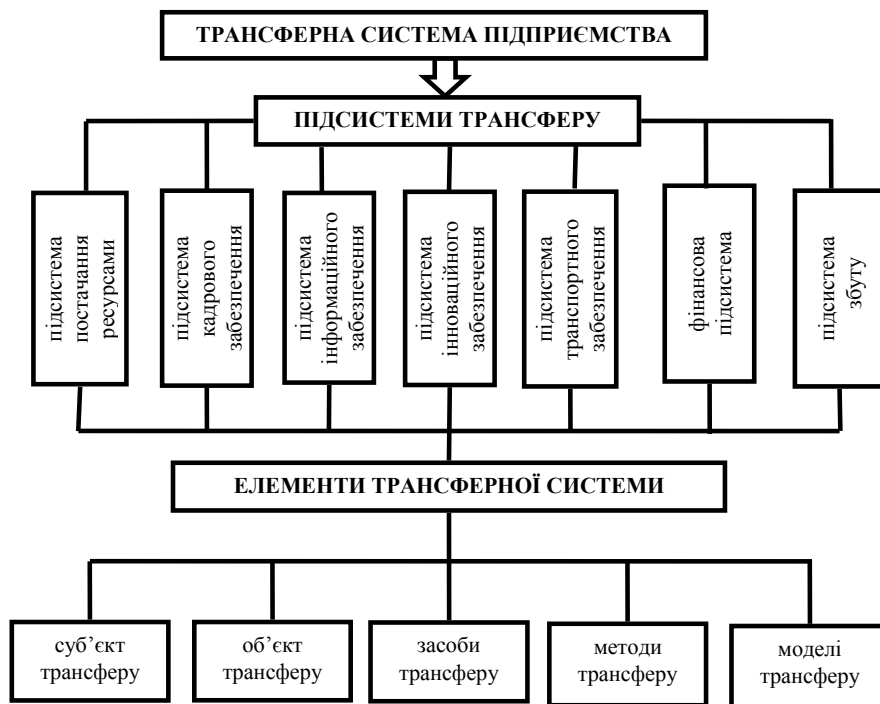 ТРАНСФЕРНА СИСТЕМА ПІДПРИЄМСТВА
ПІДСИСТЕМИ ТРАНСФЕРУ
підсистема
постачання
ресурсами
підсистема
кадрового
забезпечення
підсистема
інформаційного
забезпечення
підсистема
інноваційного
забезпечення
підсистема
транспортного
забезпечення
фінансова
підсистема
підсистема
збуту
ЕЛЕМЕНТИ ТРАНСФЕРНОЇ СИСТЕМИ
суб’єкт
трансферу
об’єкт
трансферу
засоби
трансферу
методи
трансферу
моделі
трансферу